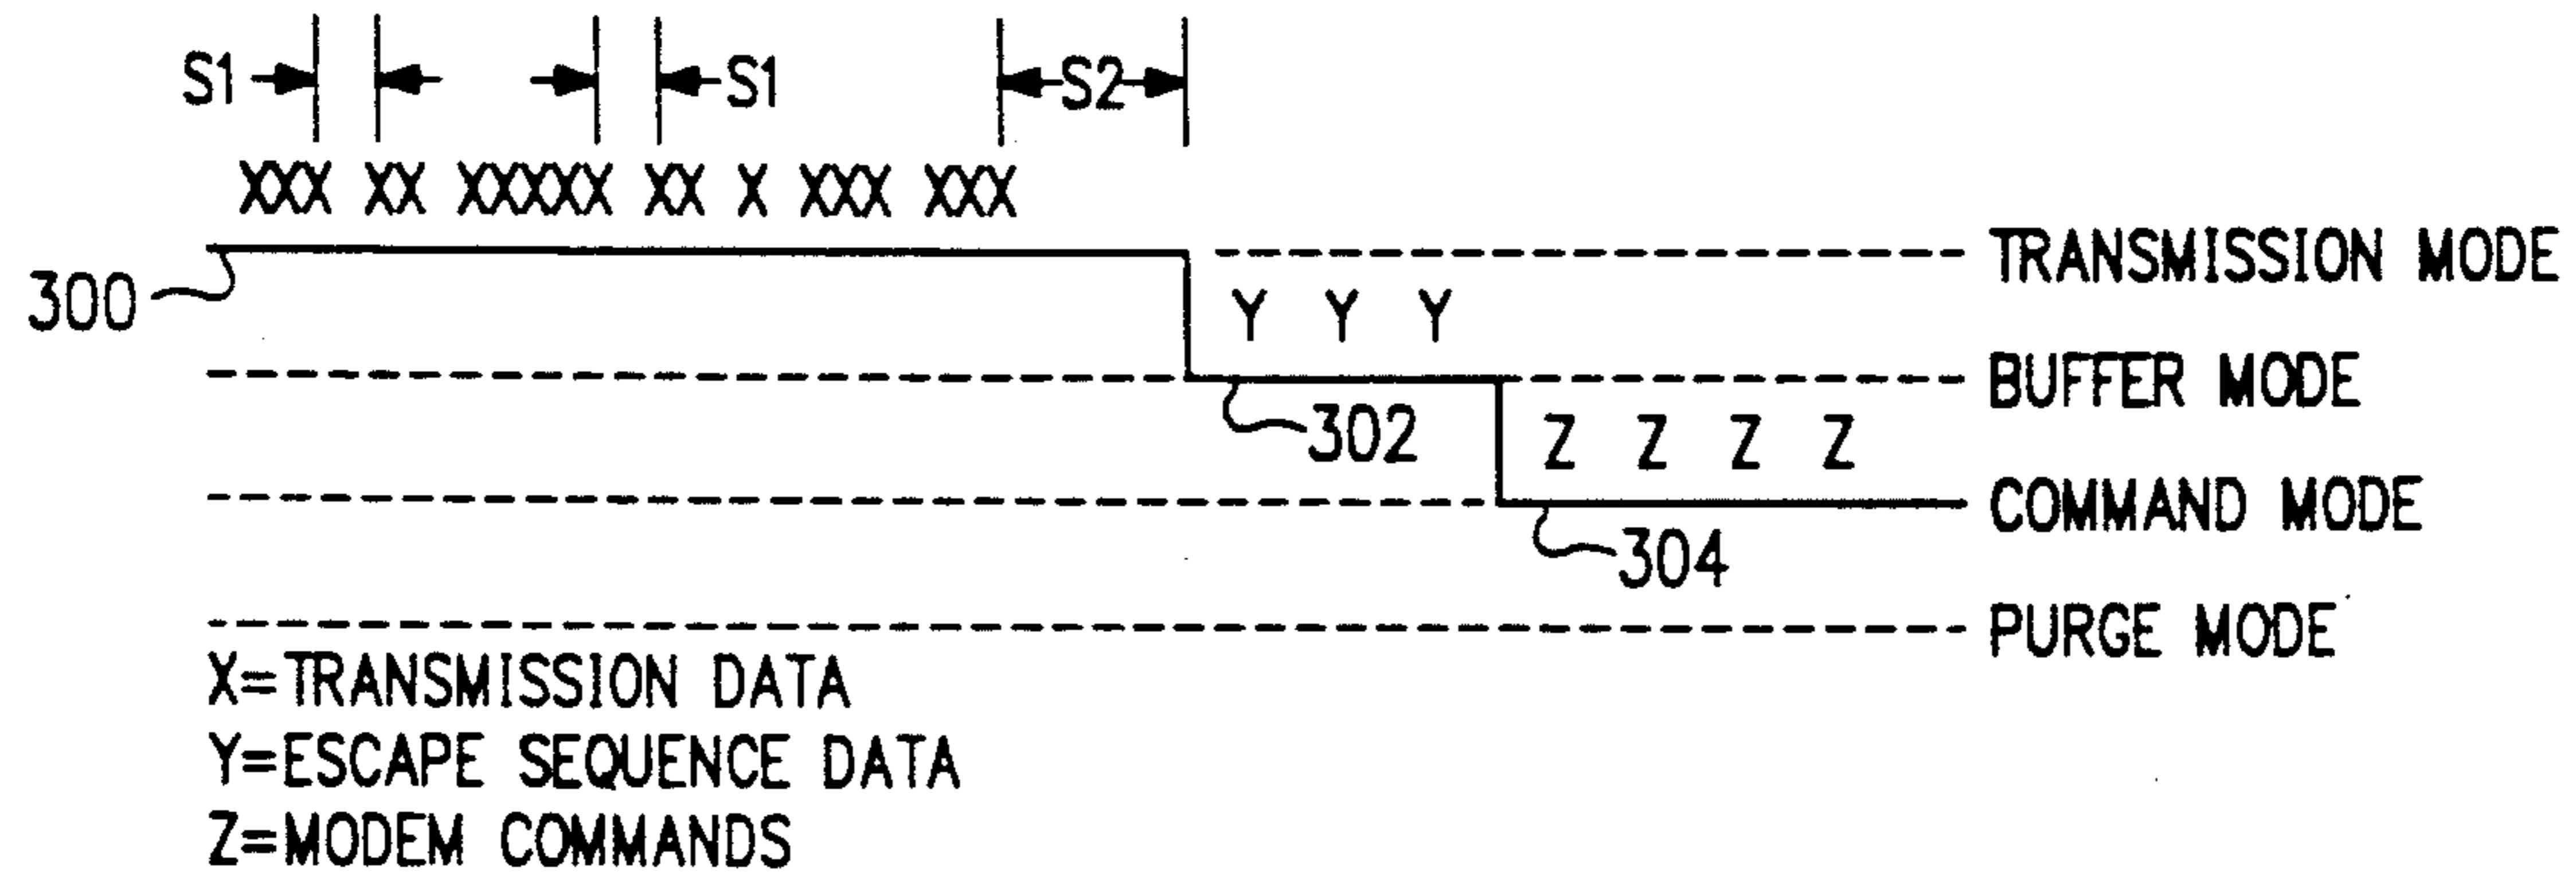 S1 S1 S2
XXX XX XXXXX XX X XXX XXX
TRANSMISSION MODE
300
Y Y Y
BUFFER MODE
302
Z Z Z Z
COMMAND MODE
304
PURGE MODE
X=TRANSMISSION DATA
Y=ESCAPE SEQUENCE DATA
Z=MODEM COMMANDS